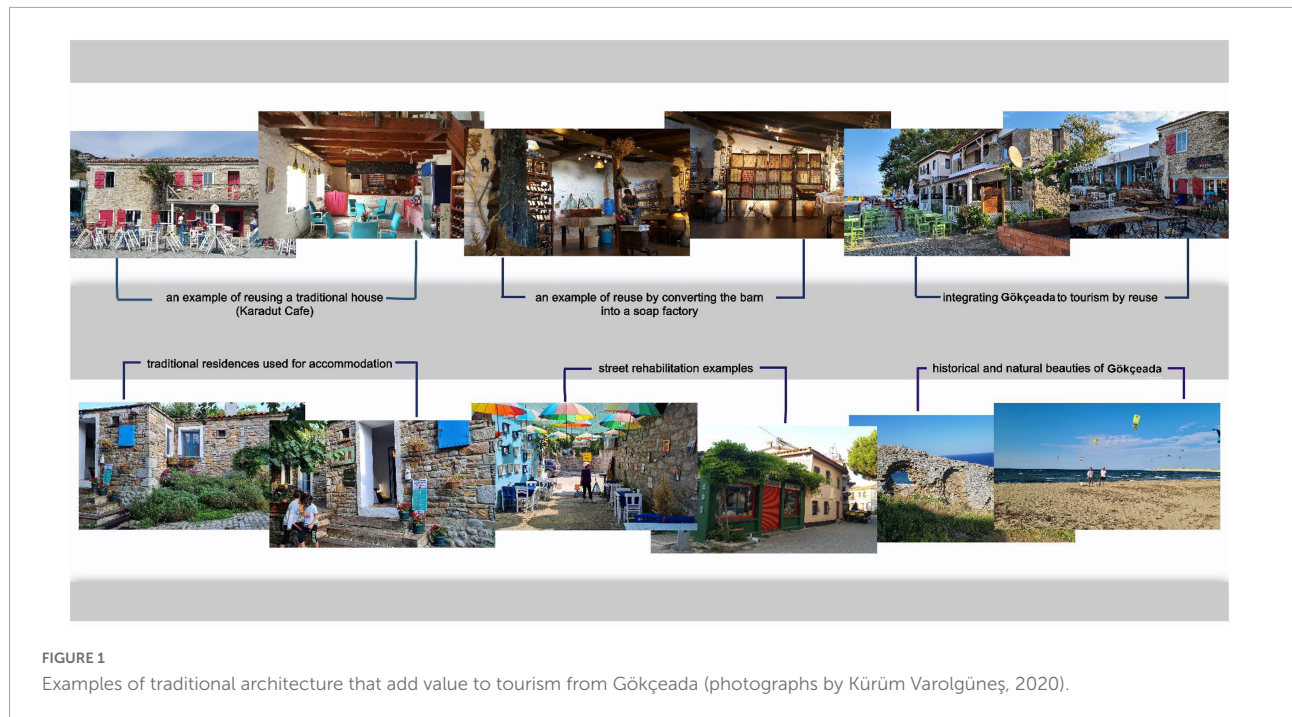 an example of reusing a traditional house
(Karadut Cafe)
an example of reuse by converting the barn
into a soap factory
integrating Gökçeada to tourism by reuse
traditional residences used for accommodation
street rehabilitation examples
historical and natural beauties of Gökçeada
FIGURE 1
Examples of traditional architecture that add value to tourism from Gökçeada (photographs by Kürüm Varolgüneş, 2020).